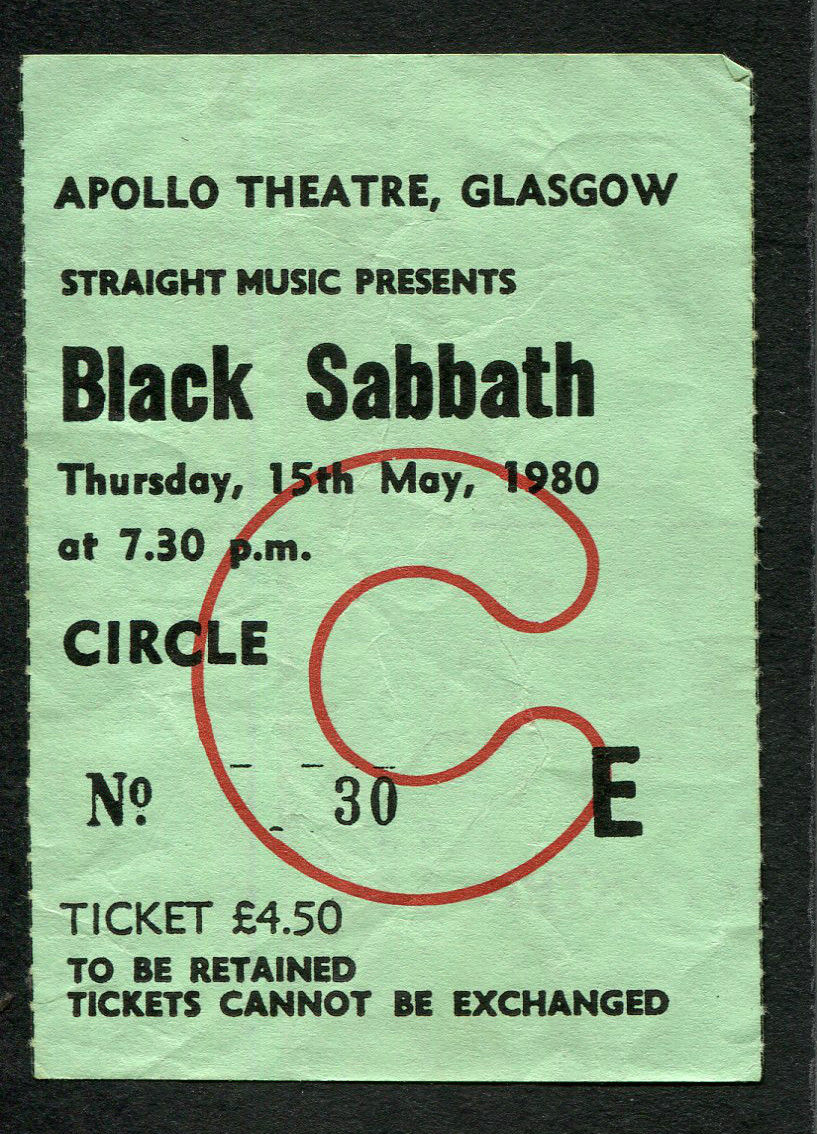 APOLLO THEATRE, GLASGOW
STRAIGHT MUSIC PRESENTS
Black Sabbath
Thursday, 15th May, 1980
at 7.30 p.m.
CIRCLE
C
Nº 30 E
TICKET £4.50
TO BE RETAINED
TICKETS CANNOT BE EXCHANGED